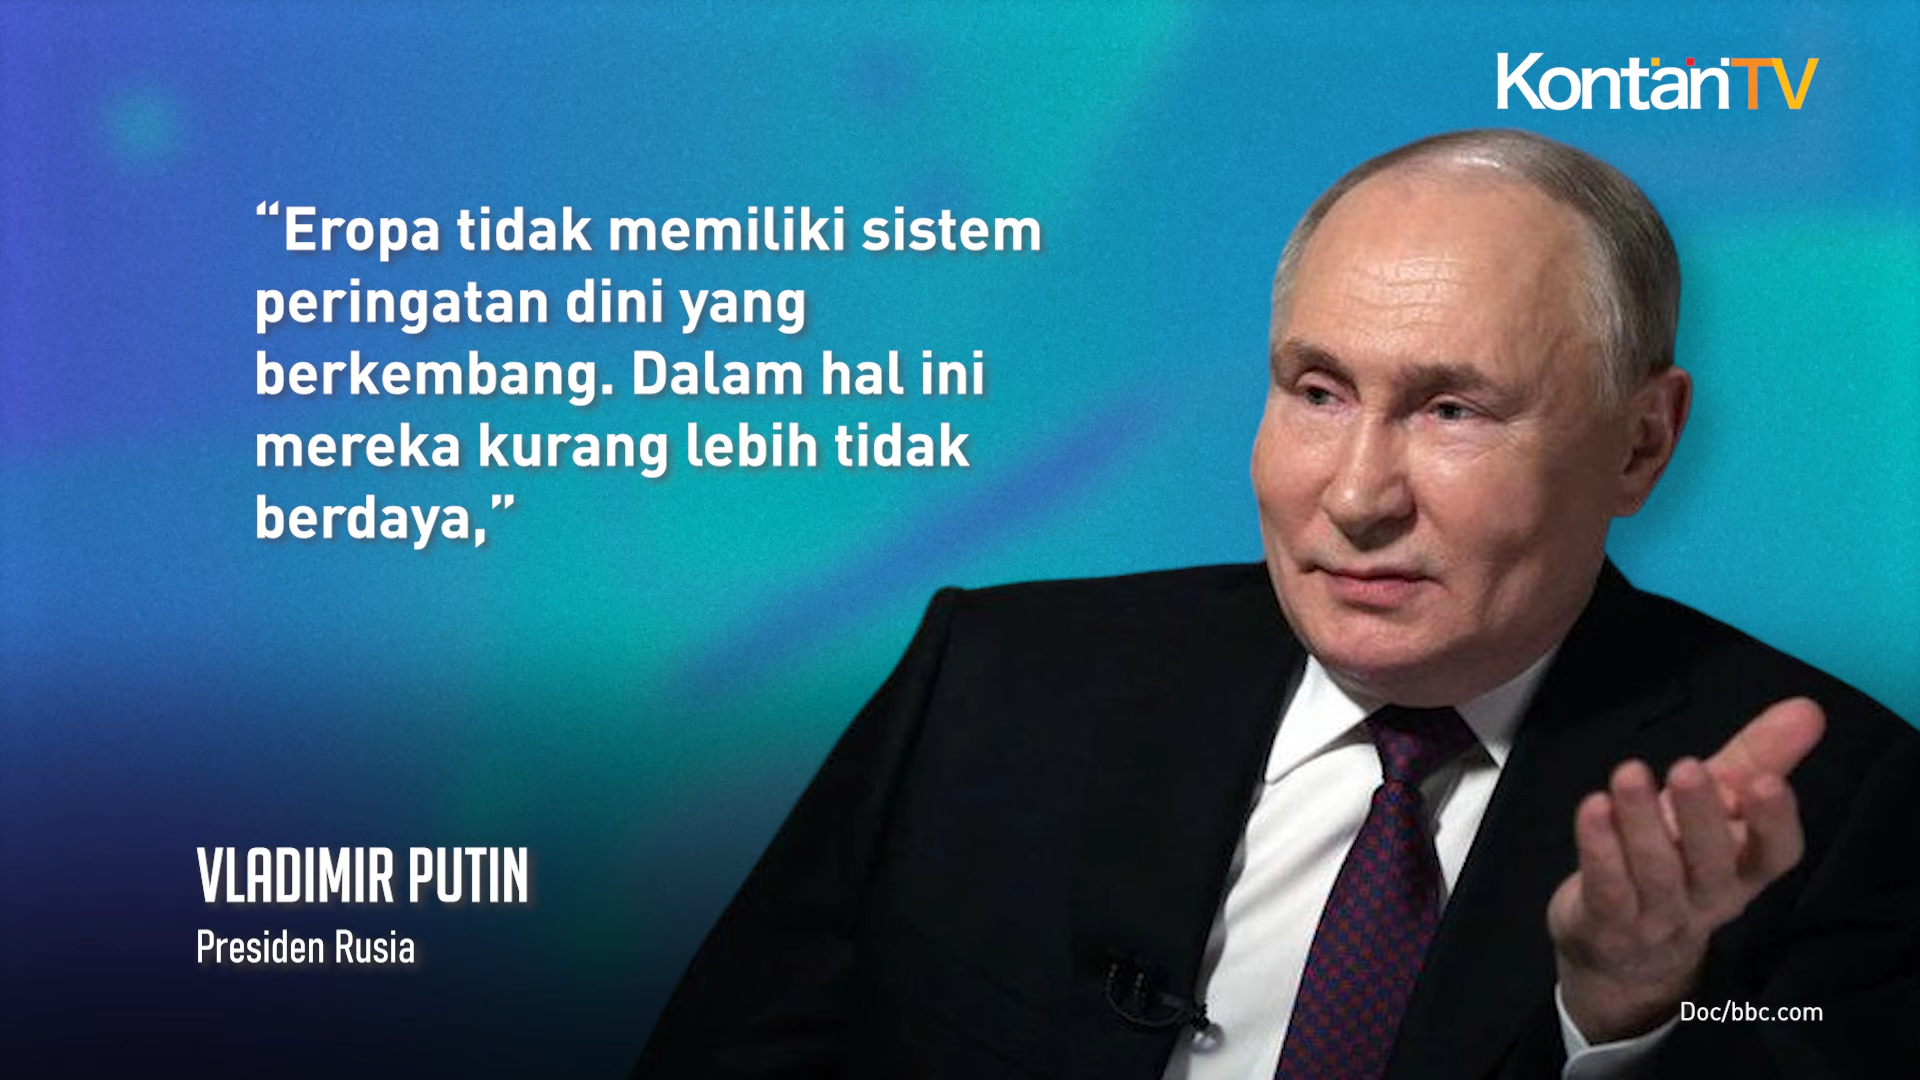 KontanTV
“Eropa tidak memiliki sistem
peringatan dini yang
berkembang. Dalam hal ini
mereka kurang lebih tidak
berdaya,”
VLADIMIR PUTIN
Presiden Rusia
Doc/bbc.com